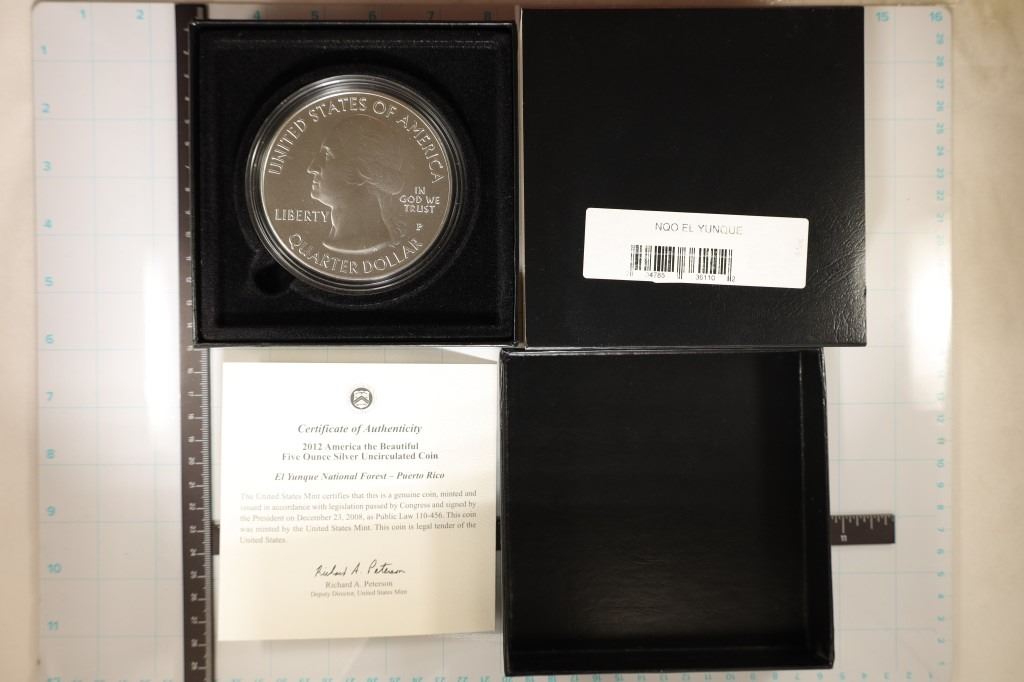 UNITED STATES OF AMERICA
IN
GOD WE
TRUST
LIBERTY
P
QUARTER DOLLAR
NQO EL YUNQUE
04785 36110 2
Certificate of Authenticity
2012 America the Beautiful
Five Ounce Silver Uncirculated Coin
El Yunque National Forest – Puerto Rico
The United States Mint certifies that this is a genuine coin, minted and
issued in accordance with legislation passed by Congress and signed by
the President on December 23, 2008, as Public Law 110-456. This coin
was minted by the United States Mint. This coin is legal tender of the
United States.
Richard A. Peterson
Richard A. Peterson
Deputy Director, United States Mint